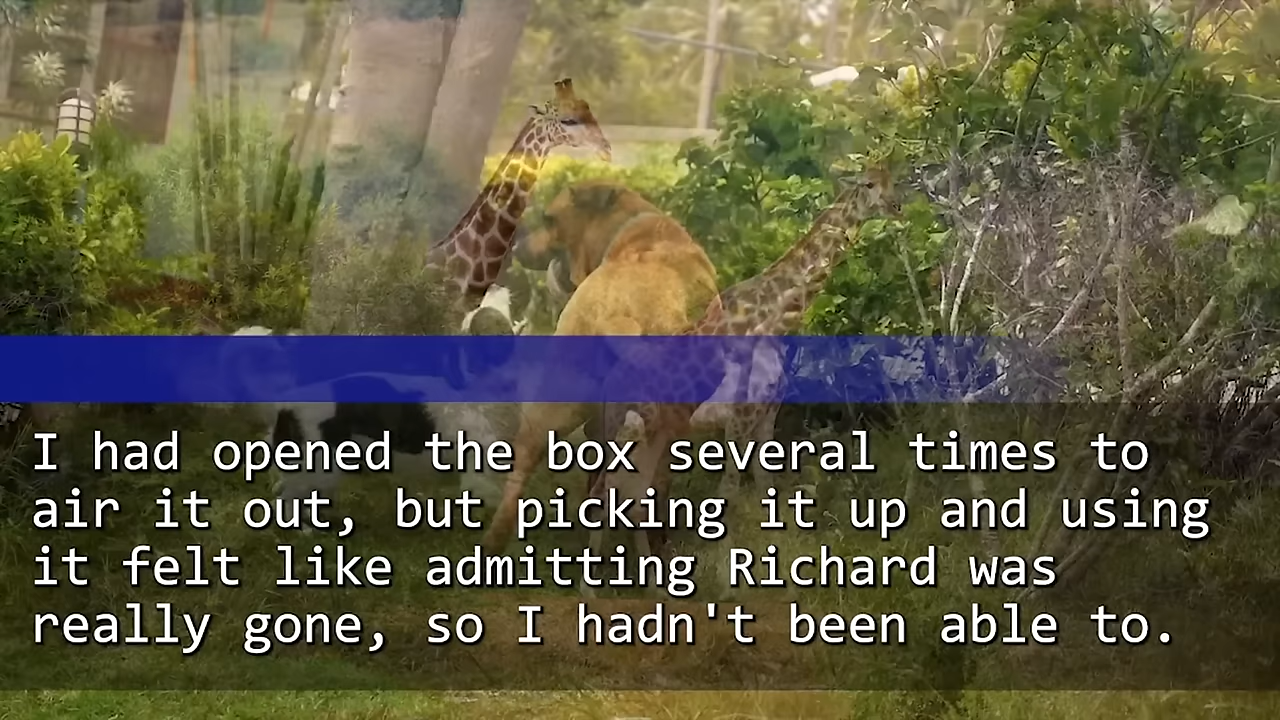 I had opened the box several times to
air it out, but picking it up and using
it felt like admitting Richard was
really gone, so I hadn't been able to.